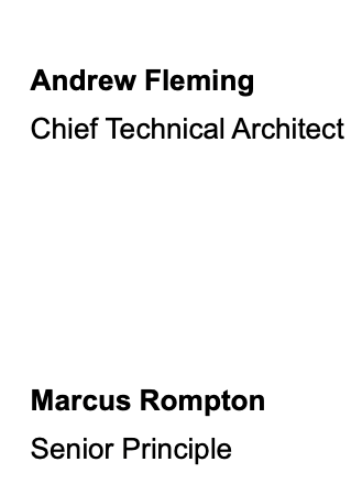 Andrew Fleming
Chief Technical Architect
Marcus Rompton
Senior Principle